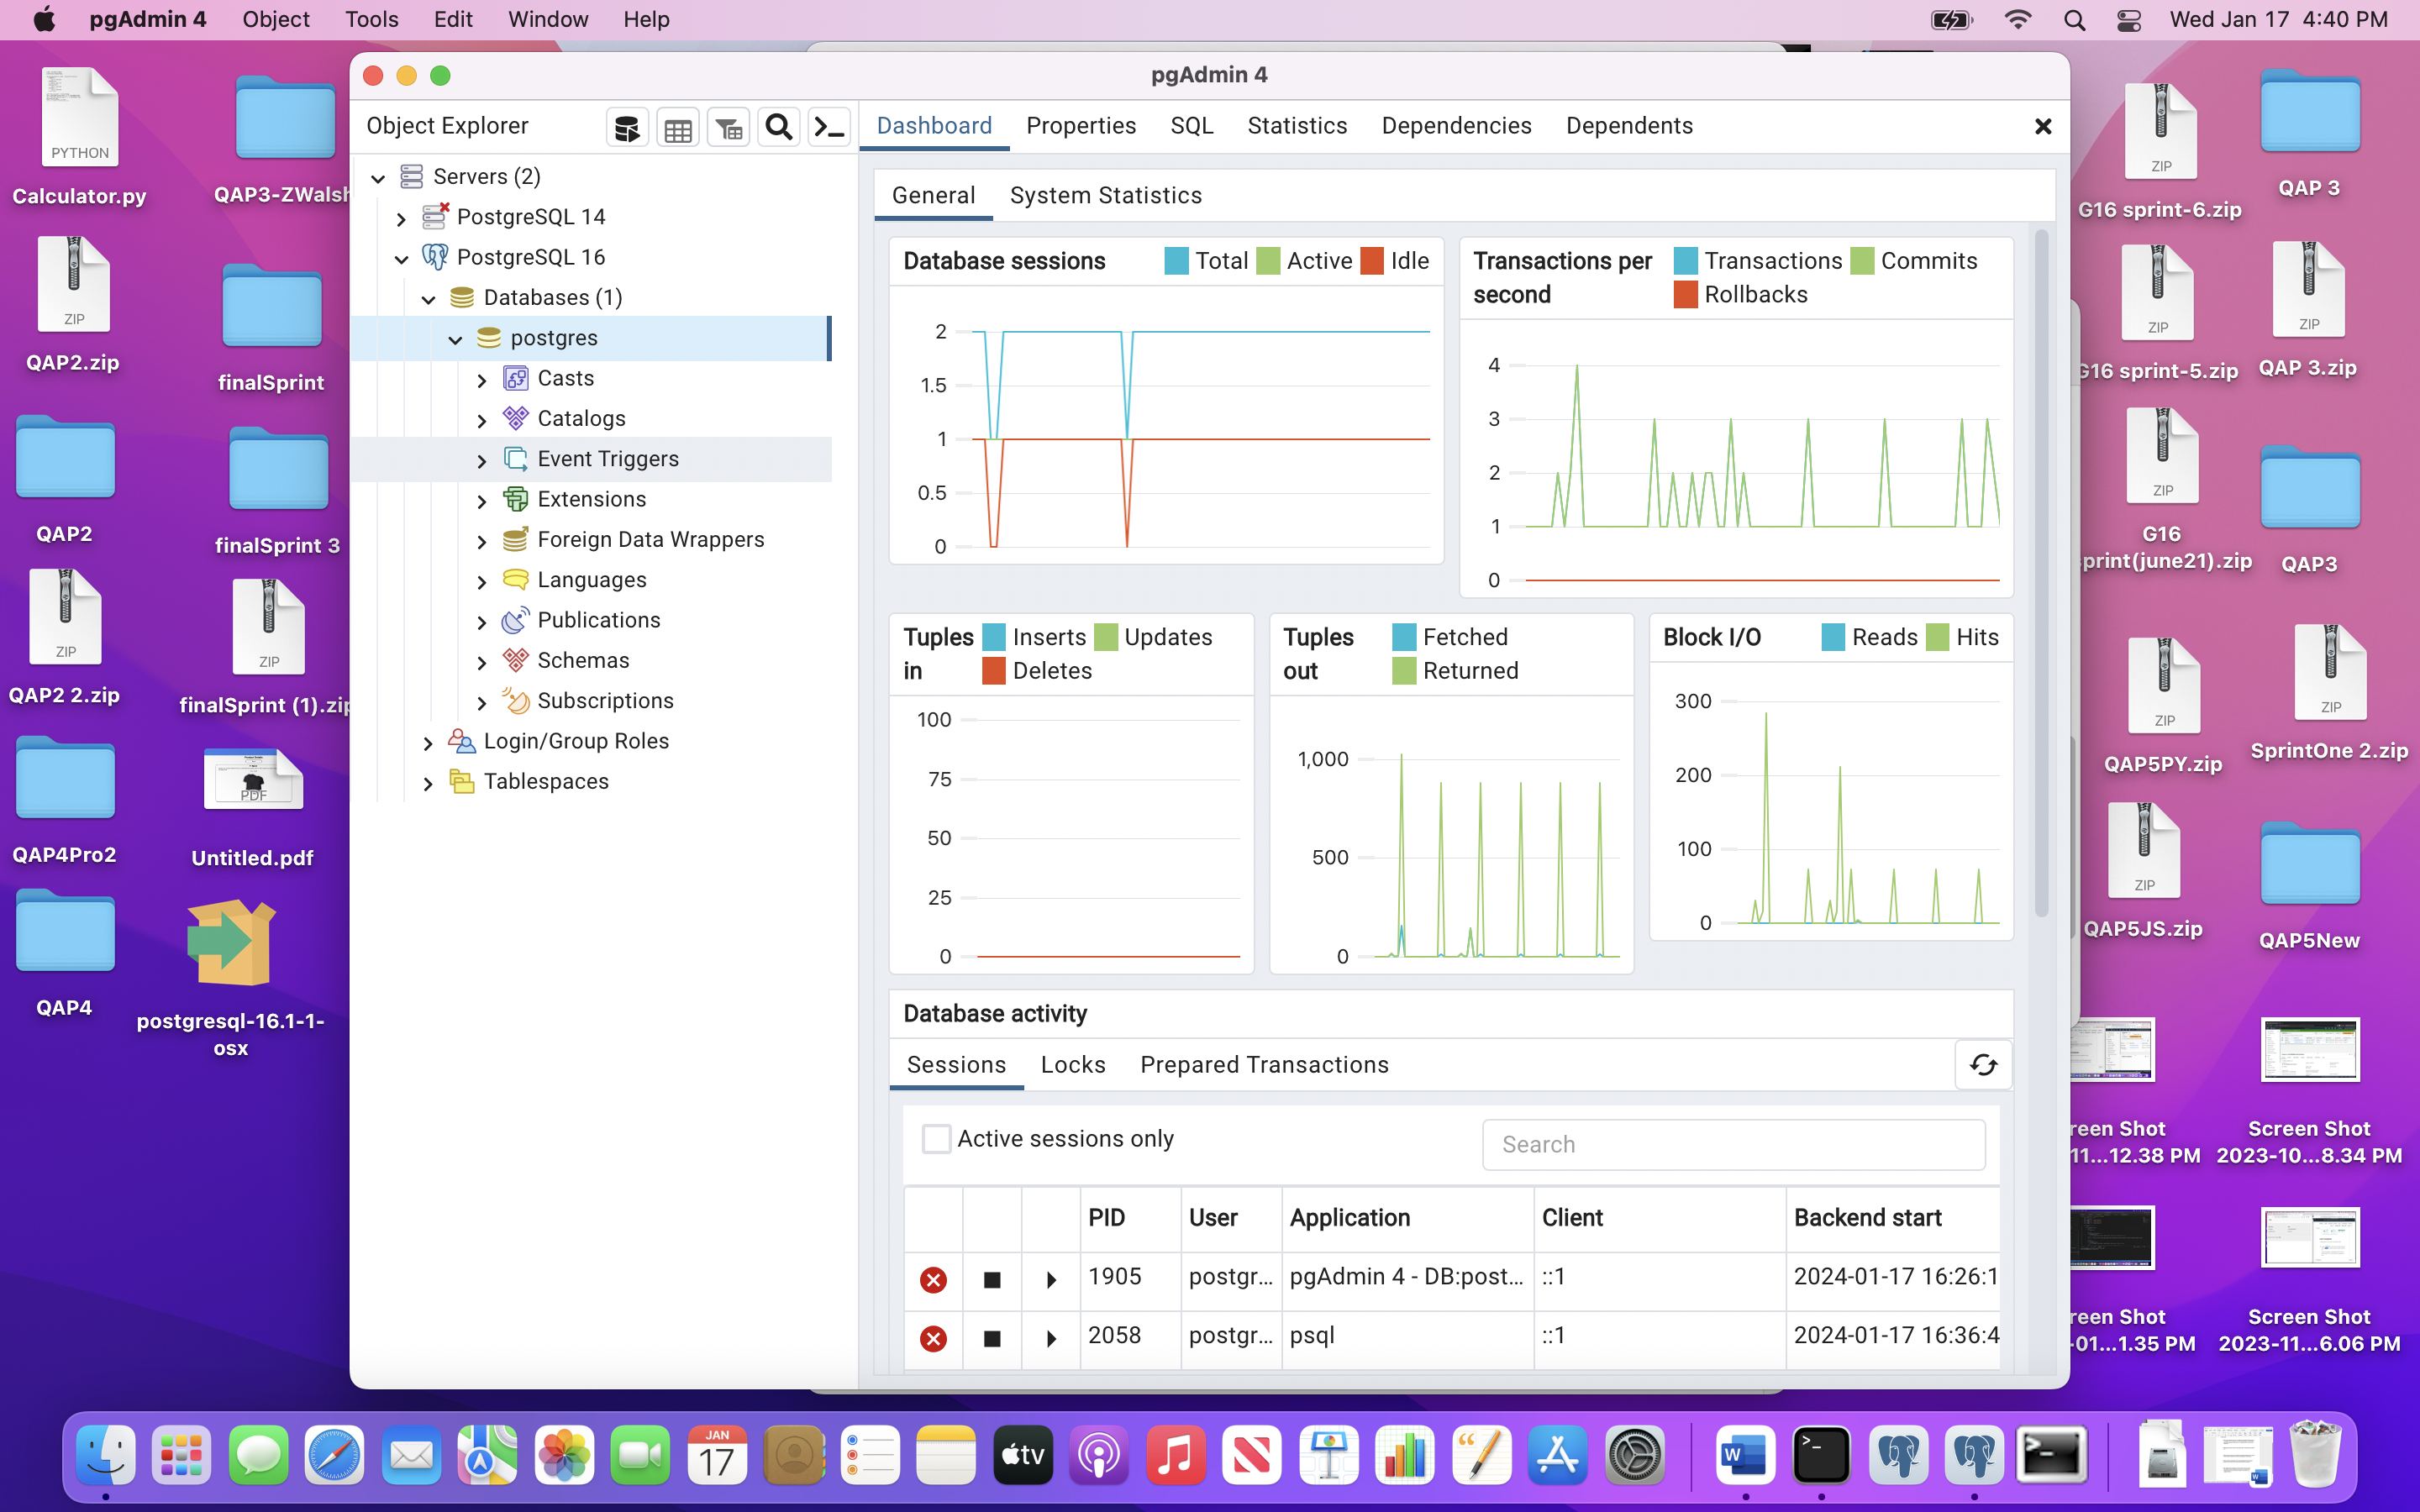 pgAdmin 4 Object Tools Edit Window Help Wed Jan 17 4:40 PM
pgAdmin 4
Object Explorer
Dashboard Properties SQL Statistics Dependencies Dependents
Servers (2)
PostgreSQL 14
PostgreSQL 16
Databases (1)
postgres
Casts
Catalogs
Event Triggers
Extensions
Foreign Data Wrappers
Languages
Publications
Schemas
Subscriptions
Login/Group Roles
Tablespaces
General System Statistics
Database sessions Total Active Idle
2
1.5
1
0.5
0
Transactions per second
Transactions Commits
Rollbacks
4
3
2
1
0
Tuples in
Inserts Updates
Deletes
100
75
50
25
0
Tuples out
Fetched
Returned
1,000
500
0
Block I/O Reads Hits
300
200
100
0
Database activity
Sessions Locks Prepared Transactions
Active sessions only
Search
PID User Application Client Backend start
1905 postgr... pgAdmin 4 - DB:post... ::1 2024-01-17 16:26:1
2058 postgr... psql ::1 2024-01-17 16:36:4
PYTHON
Calculator.py
QAP3-ZWalsh
ZIP
QAP2.zip
finalSprint
QAP2
finalSprint 3
ZIP
QAP2 2.zip
ZIP
finalSprint (1).zip
QAP4Pro2
PDF
Untitled.pdf
QAP4
postgresql-16.1-1-
osx
ZIP
G16 sprint-6.zip
QAP 3
ZIP
G16 sprint-5.zip
ZIP
QAP 3.zip
ZIP
G16
print(june21).zip
QAP3
ZIP
QAP5PY.zip
ZIP
SprintOne 2.zip
ZIP
QAP5JS.zip
QAP5New
reen Shot
11...12.38 PM
Screen Shot
2023-10...8.34 PM
reen Shot
-01...1.35 PM
Screen Shot
2023-11...6.06 PM
JAN
17
tv
W